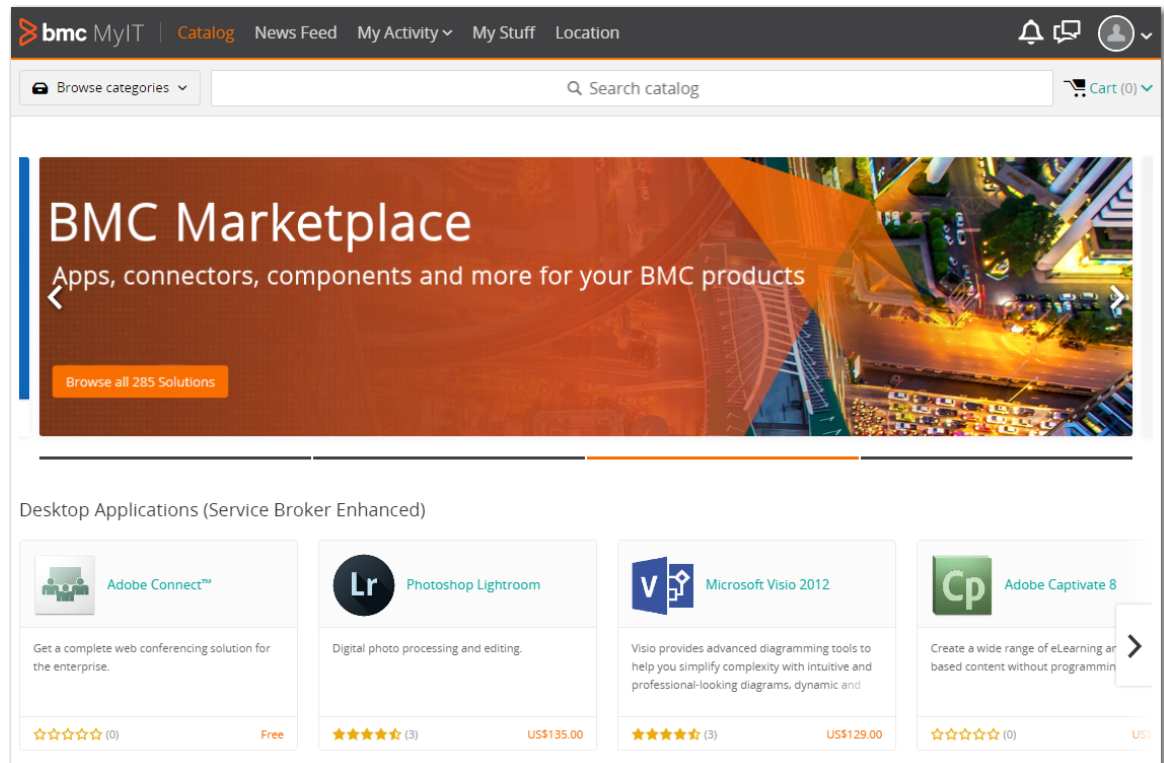 bmc MyIT Catalog News Feed My Activity My Stuff Location
Browse categories
Search catalog
Cart (0)
BMC Marketplace
Apps, connectors, components and more for your BMC products
Browse all 285 Solutions
Desktop Applications (Service Broker Enhanced)
Adobe Connect™
Get a complete web conferencing solution for
the enterprise.
(0)
Free
Lr
Photoshop Lightroom
Digital photo processing and editing.
(3)
US$135.00
V
Microsoft Visio 2012
Visio provides advanced diagramming tools to
help you simplify complexity with intuitive and
professional-looking diagrams, dynamic and
(3)
US$129.00
Cp
Adobe Captivate 8
Create a wide range of eLearning
based content without
(0)